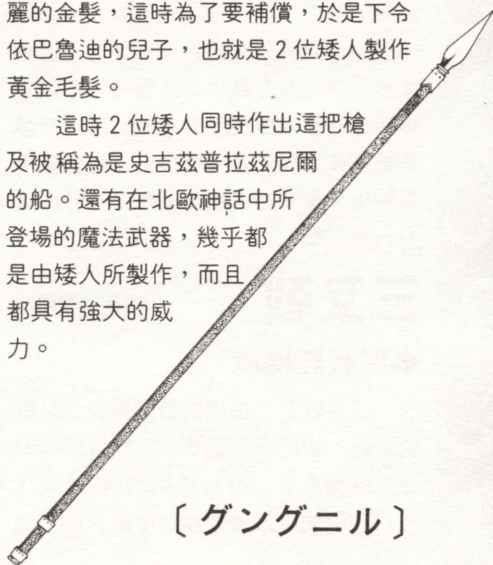 麗的金髮，這時為了要補償，於是下令
依巴魯迪的兒子，也就是2位矮人製作
黃金毛髮。
這時2位矮人同時作出這把槍
及被稱為是史吉茲普拉茲尼爾
的船。還有在北歐神話中所
登場的魔法武器，幾乎都
是由矮人所製作，而且
都具有強大的威
力。
〔グングニル〕